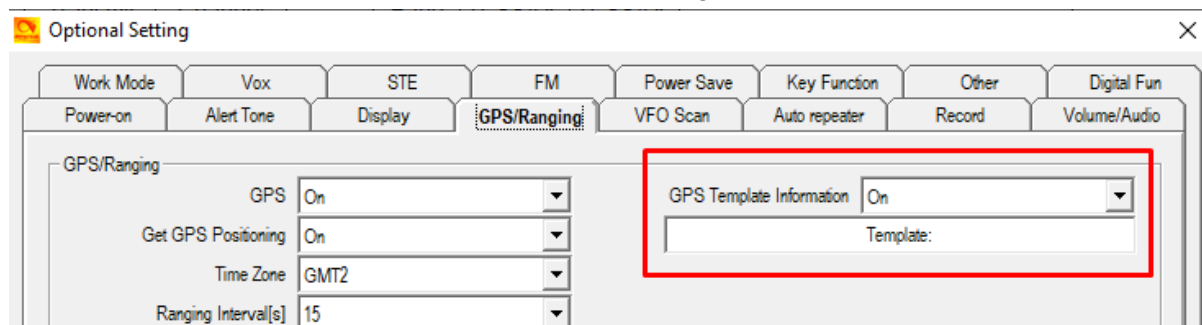 Optional Setting
Work Mode Vox STE FM Power Save Key Function Other Digital Fun
Power-on Alert Tone Display GPS/Ranging VFO Scan Auto repeater Record Volume/Audio
GPS/Ranging
GPS On GPS Template Information On
Get GPS Positioning On Template:
Time Zone GMT2
Ranging Interval[s] 15